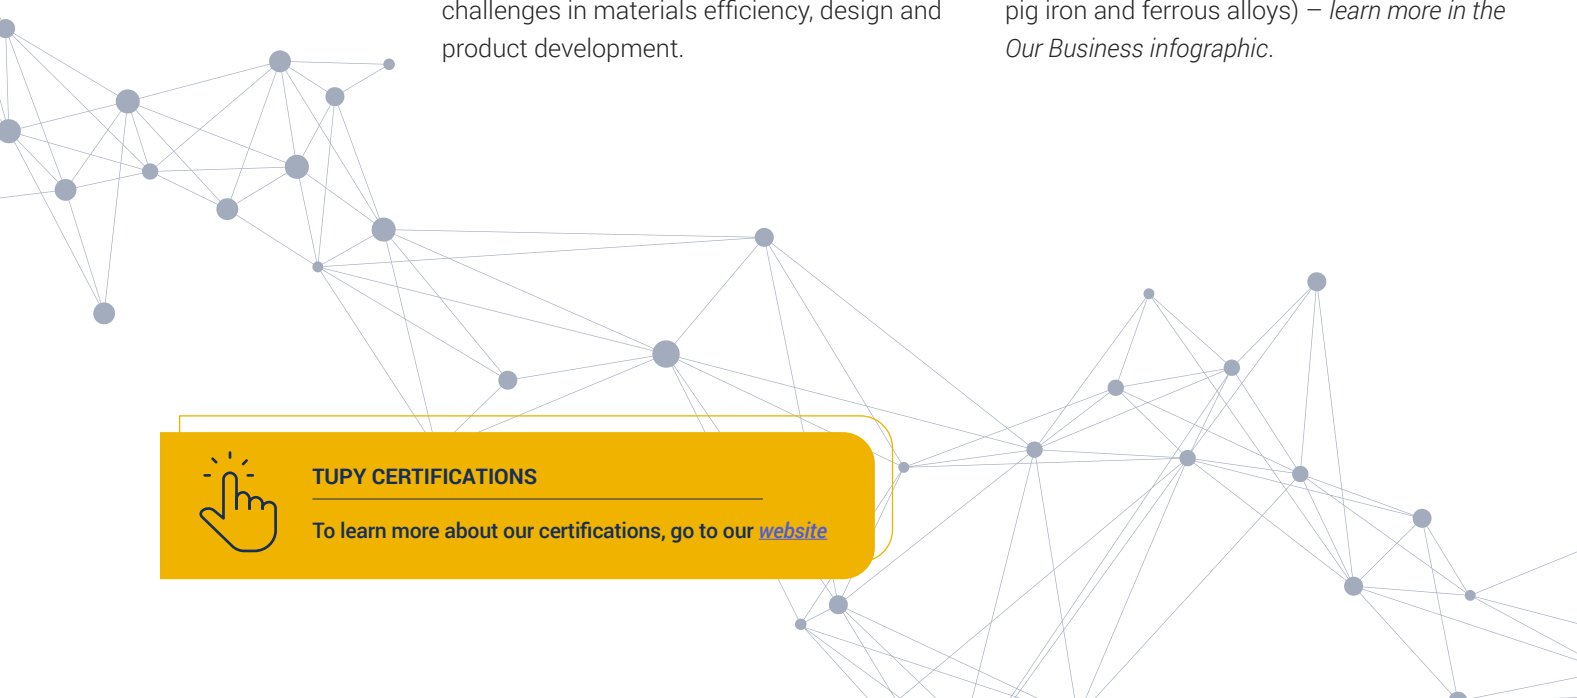 challenges in materials efficiency, design and
product development.
pig iron and ferrous alloys) – learn more in the
Our Business infographic.
TUPY CERTIFICATIONS
To learn more about our certifications, go to our website